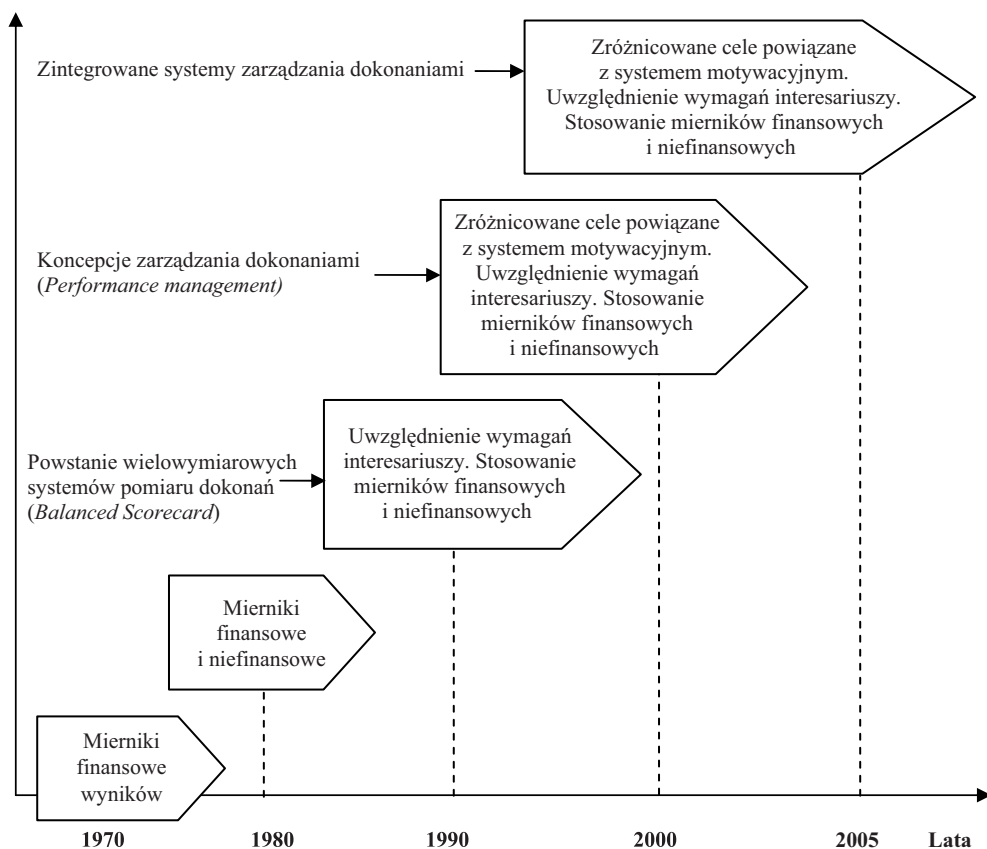 Zintegrowane systemy zarządzania dokonaniami
Zróżnicowane cele powiązane
z systemem motywacyjnym.
Uwzględnienie wymagań interesariuszy.
Stosowanie mierników finansowych
i niefinansowych
Koncepcje zarządzania dokonaniami
(Performance management)
Zróżnicowane cele powiązane
z systemem motywacyjnym.
Uwzględnienie wymagań
interesariuszy. Stosowanie
mierników finansowych
i niefinansowych
Powstanie wielowymiarowych
systemów pomiaru dokonań
(Balanced Scorecard)
Uwzględnienie wymagań
interesariuszy. Stosowanie
mierników finansowych
i niefinansowych
Mierniki
finansowe
i niefinansowe
Mierniki
finansowe
wyników
1970 1980 1990 2000 2005 Lata